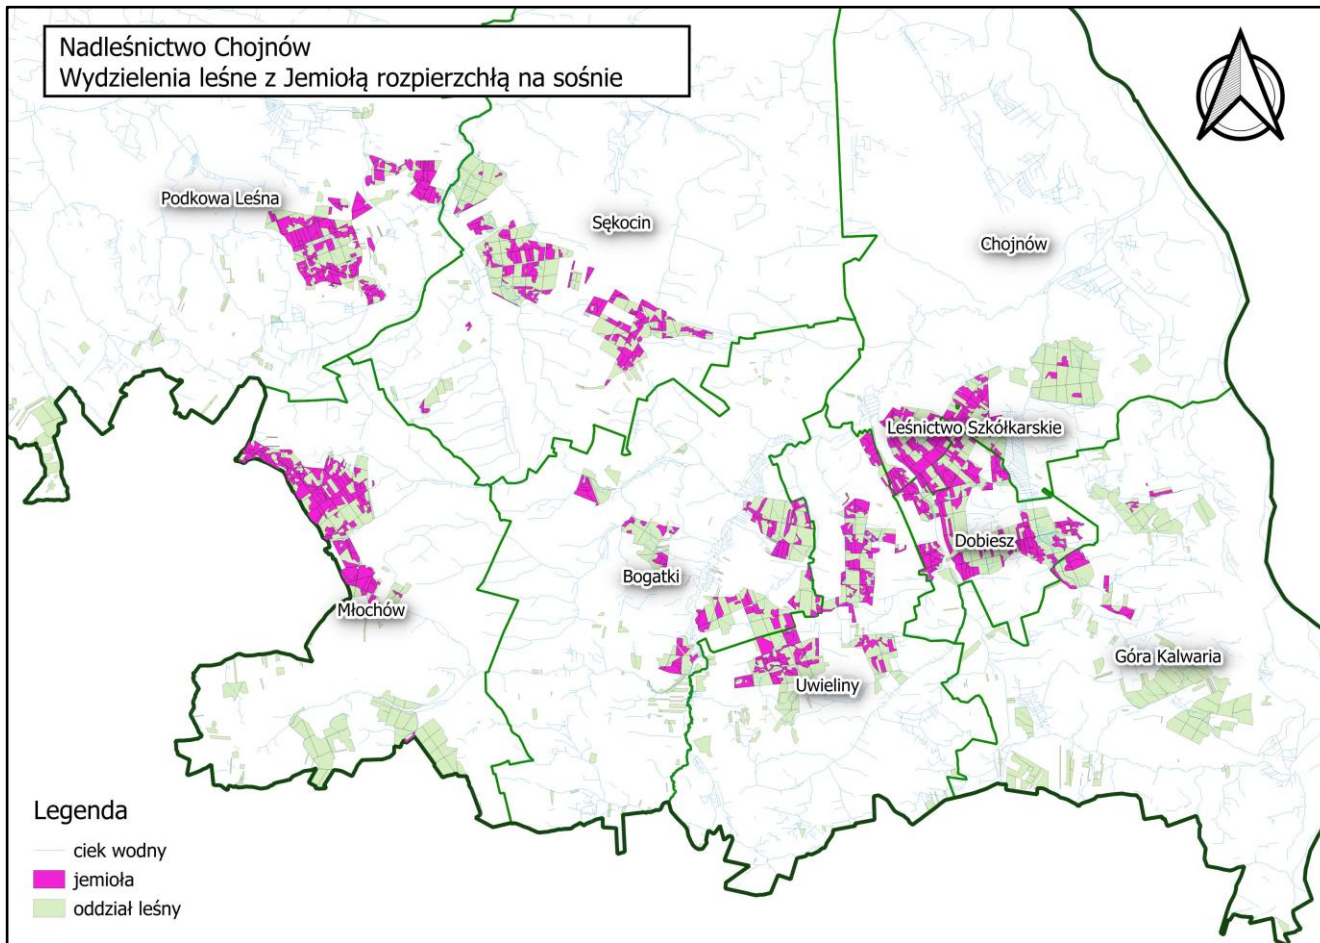 Nadleśnictwo Chojnów
Wydzielenia leśne z Jemiołą rozpierzchłą na sośnie
Podkowa Leśna
Sękocin
Chojnów
Leśnictwo Szkółkarskie
Dobiesz
Bogatki
Młochów
Góra Kalwaria
Uwieliny
Legenda
ciek wodny
jemioła
oddział leśny